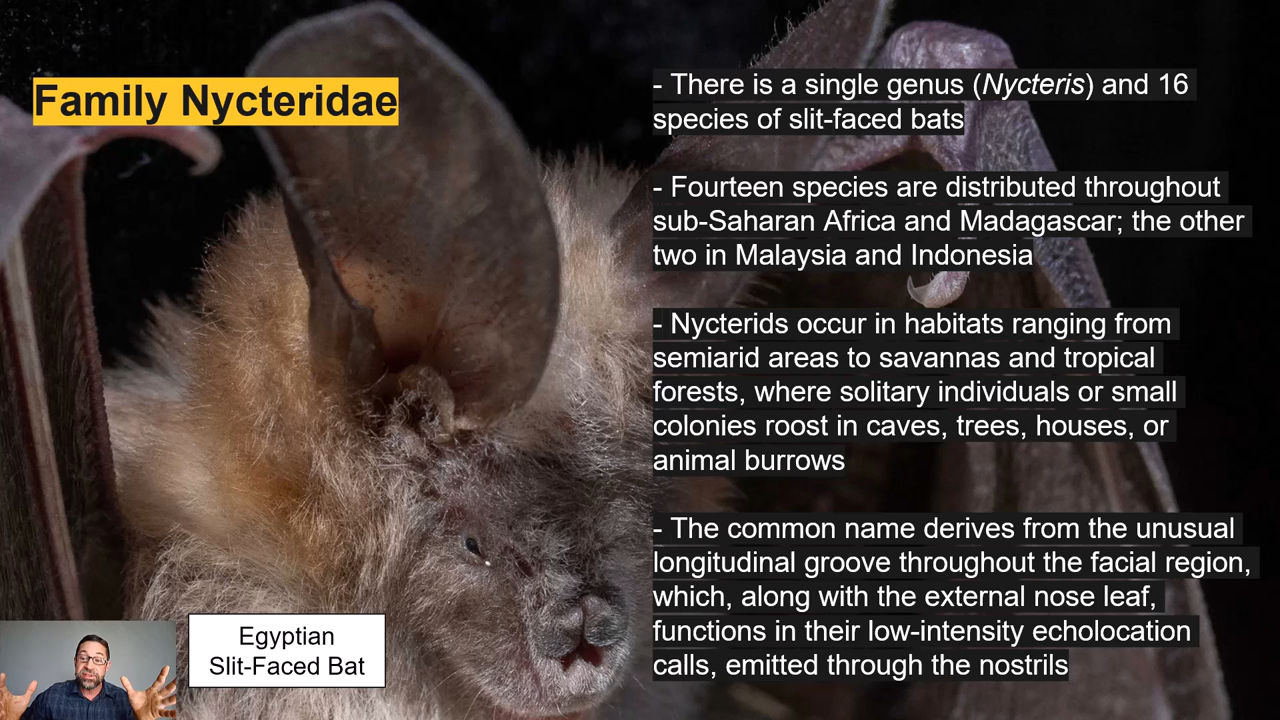 Family Nycteridae
- There is a single genus (Nycteris) and 16
species of slit-faced bats
- Fourteen species are distributed throughout
sub-Saharan Africa and Madagascar; the other
two in Malaysia and Indonesia
- Nycterids occur in habitats ranging from
semiarid areas to savannas and tropical
forests, where solitary individuals or small
colonies roost in caves, trees, houses, or
animal burrows
- The common name derives from the unusual
longitudinal groove throughout the facial region,
which, along with the external nose leaf,
functions in their low-intensity echolocation
calls, emitted through the nostrils
Egyptian
Slit-Faced Bat